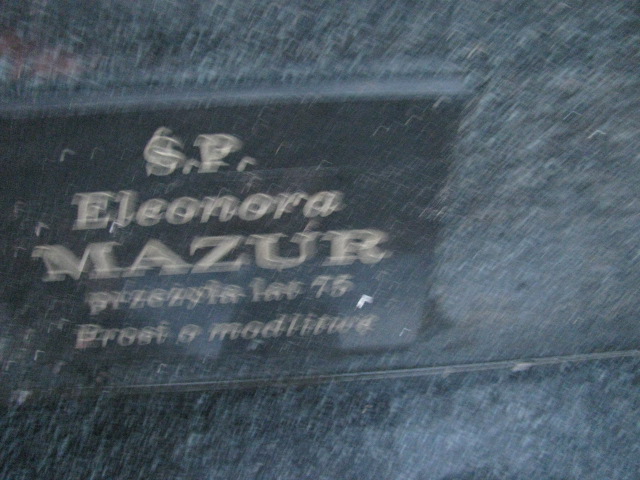 Ś.P.
Eleonora
MAZUR
przeżyła lat 75
Prosi o modlitwę